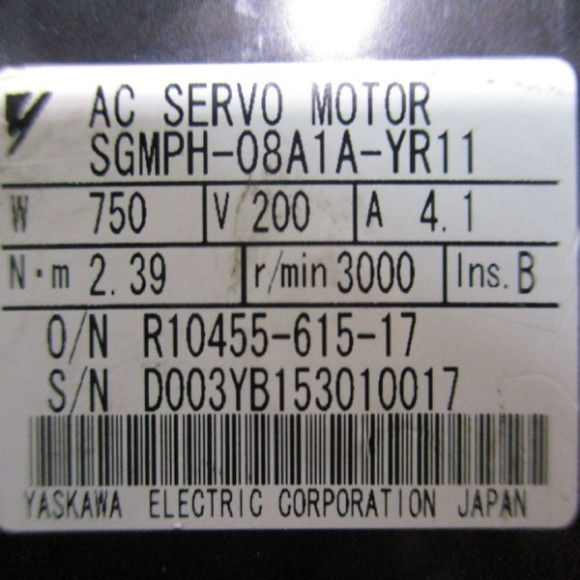 AC SERVO MOTOR
SGMPH-08A1A-YR11
W 750 V 200 A 4.1
N·m 2.39 r/min 3000 Ins. B
O/N R10455-615-17
S/N D003YB153010017
YASKAWA ELECTRIC CORPORATION JAPAN